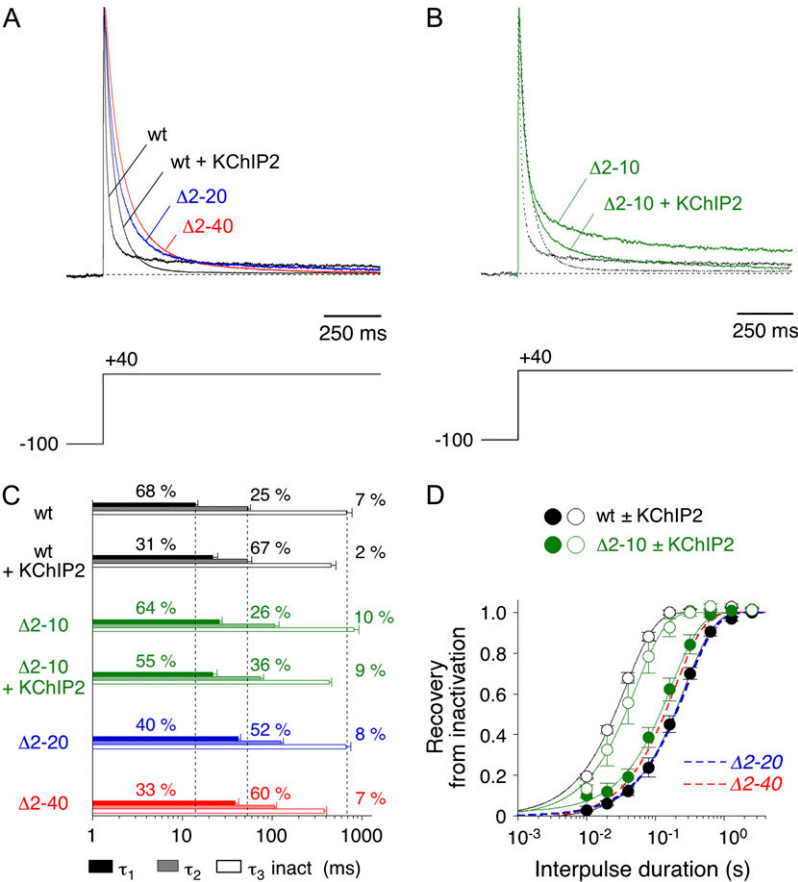 A
wt
wt + KChIP2
Δ2-20
Δ2-40
250 ms
+40
-100
B
Δ2-10
Δ2-10 + KChIP2
250 ms
+40
-100
C
68 % 25 % 7 %
wt
31 % 67 % 2 %
wt
+ KChIP2
64 % 26 % 10 %
Δ2-10
55 % 36 % 9 %
Δ2-10
+ KChIP2
40 % 52 % 8 %
Δ2-20
33 % 60 % 7 %
Δ2-40
1 10 100 1000
τ1 τ2 τ3 inact (ms)
D
wt ± KChIP2
Δ2-10 ± KChIP2
Recovery
from inactivation
1.0
0.8
0.6
0.4
0.2
0
Δ2-20
Δ2-40
10-3 10-2 10-1 100
Interpulse duration (s)